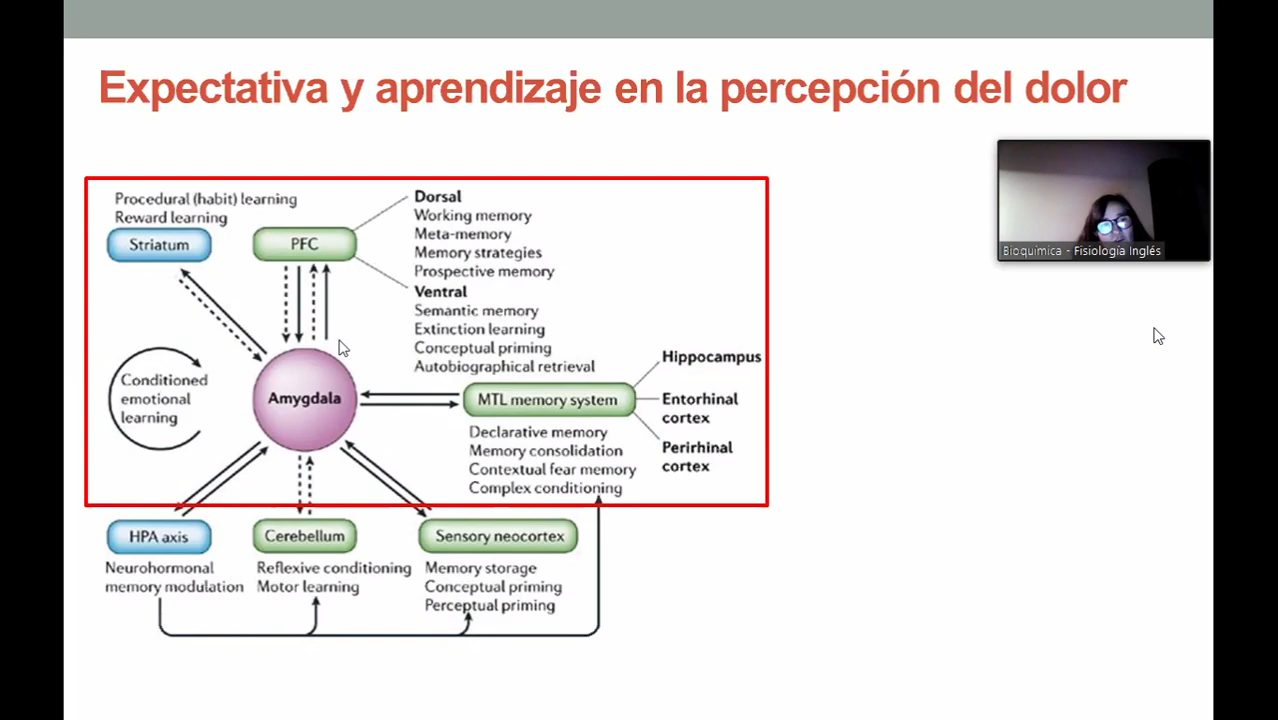 Expectativa y aprendizaje en la percepción del dolor
Procedural (habit) learning
Reward learning
Striatum
PFC
Dorsal
Working memory
Meta-memory
Memory strategies
Prospective memory
Ventral
Semantic memory
Extinction learning
Conceptual priming
Autobiographical retrieval
Conditioned
emotional
learning
Amygdala
MTL memory system
Hippocampus
Entorhinal
cortex
Perirhinal
cortex
Declarative memory
Memory consolidation
Contextual fear memory
Complex conditioning
HPA axis
Neurohormonal
memory modulation
Cerebellum
Reflexive conditioning
Motor learning
Sensory neocortex
Memory storage
Conceptual priming
Perceptual priming
Bioquímica - Fisiología Inglés